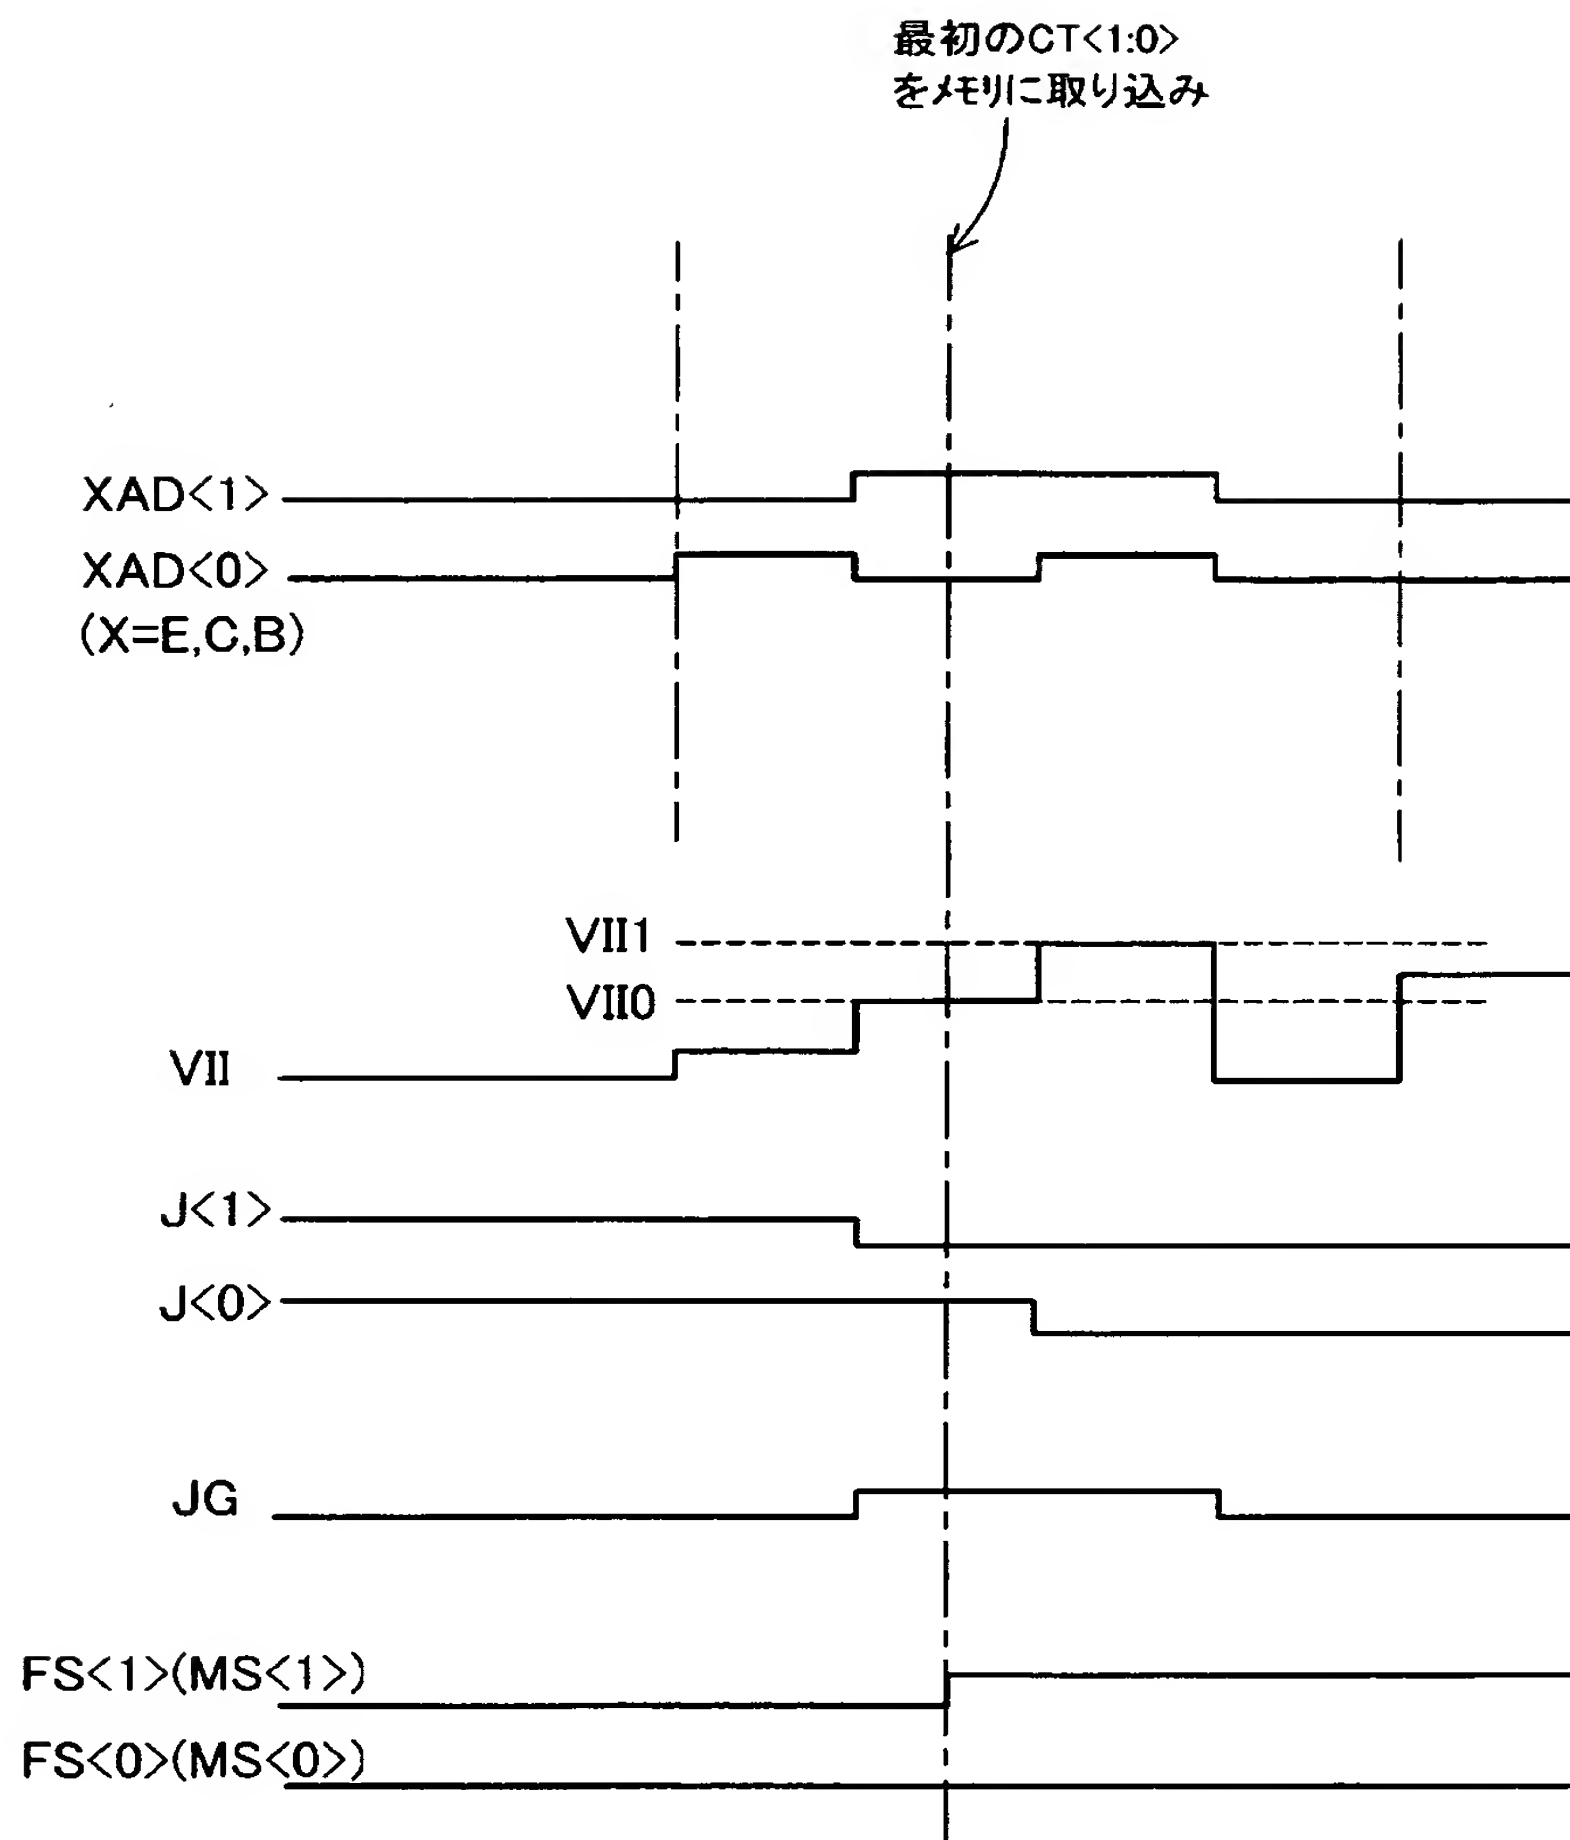 最初のCT<1:0>
をメモリに取り込み
XAD<1>
XAD<0>
(X=E,C,B)
VII1
VII0
VII
J<1>
J<0>
JG
FS<1>(MS<1>)
FS<0>(MS<0>)